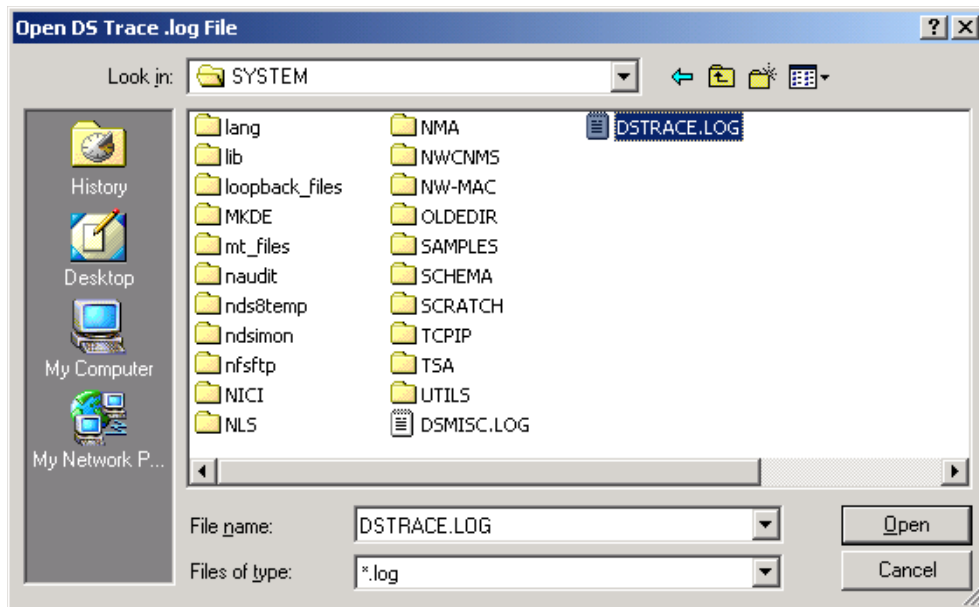 Open DS Trace .log File
Look in: SYSTEM
History
Desktop
My Computer
My Network P...
lang
lib
loopback_files
MKDE
mt_files
naudit
nds8temp
ndsimon
nfsftp
NICI
NLS
NMA
NWCNMS
NW-MAC
OLDEDIR
SAMPLES
SCHEMA
SCRATCH
TCPIP
TSA
UTILS
DSMISC.LOG
DSTRACE.LOG
File name: DSTRACE.LOG Open
Files of type: *.log Cancel